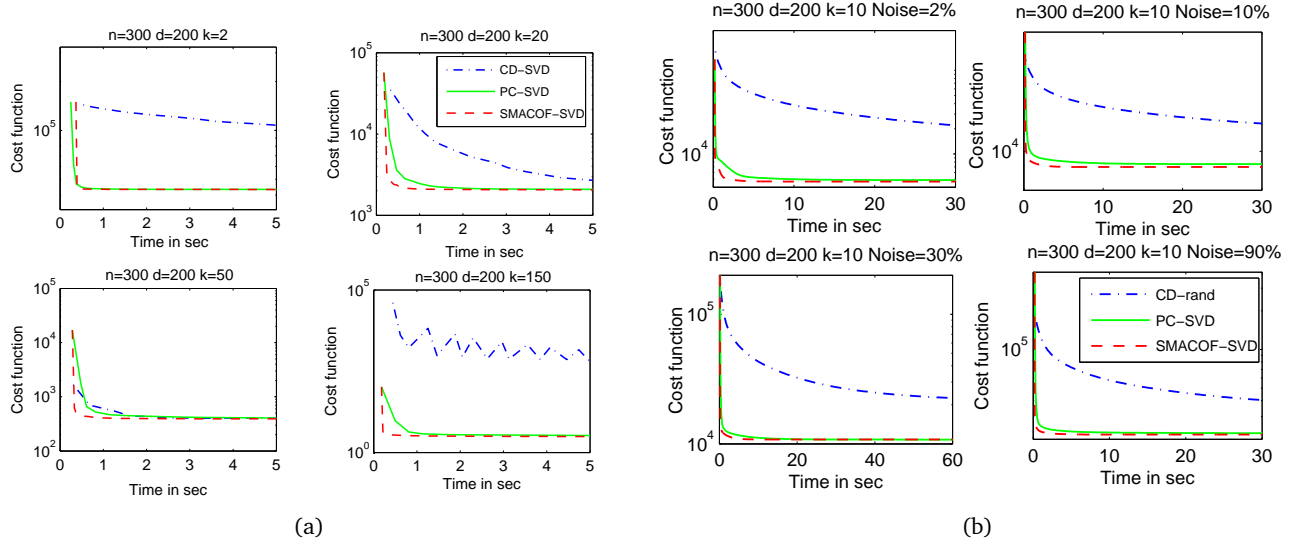 n=300 d=200 k=2
Cost function
10^5
0 1 2 3 4 5
Time in sec
n=300 d=200 k=20
Cost function
10^5
10^4
10^3
10^2
CD−SVD
PC−SVD
SMACOF−SVD
0 1 2 3 4 5
Time in sec
n=300 d=200 k=50
Cost function
10^5
10^4
10^3
10^2
0 1 2 3 4 5
Time in sec
n=300 d=200 k=150
Cost function
10^5
10^0
0 1 2 3 4 5
Time in sec
(a)
n=300 d=200 k=10 Noise=2%
Cost function
10^4
0 10 20 30
Time in sec
n=300 d=200 k=10 Noise=10%
Cost function
10^4
0 10 20 30
Time in sec
n=300 d=200 k=10 Noise=30%
Cost function
10^5
10^4
0 20 40 60
Time in sec
n=300 d=200 k=10 Noise=90%
Cost function
10^5
CD−rand
PC−SVD
SMACOF−SVD
0 10 20 30
Time in sec
(b)